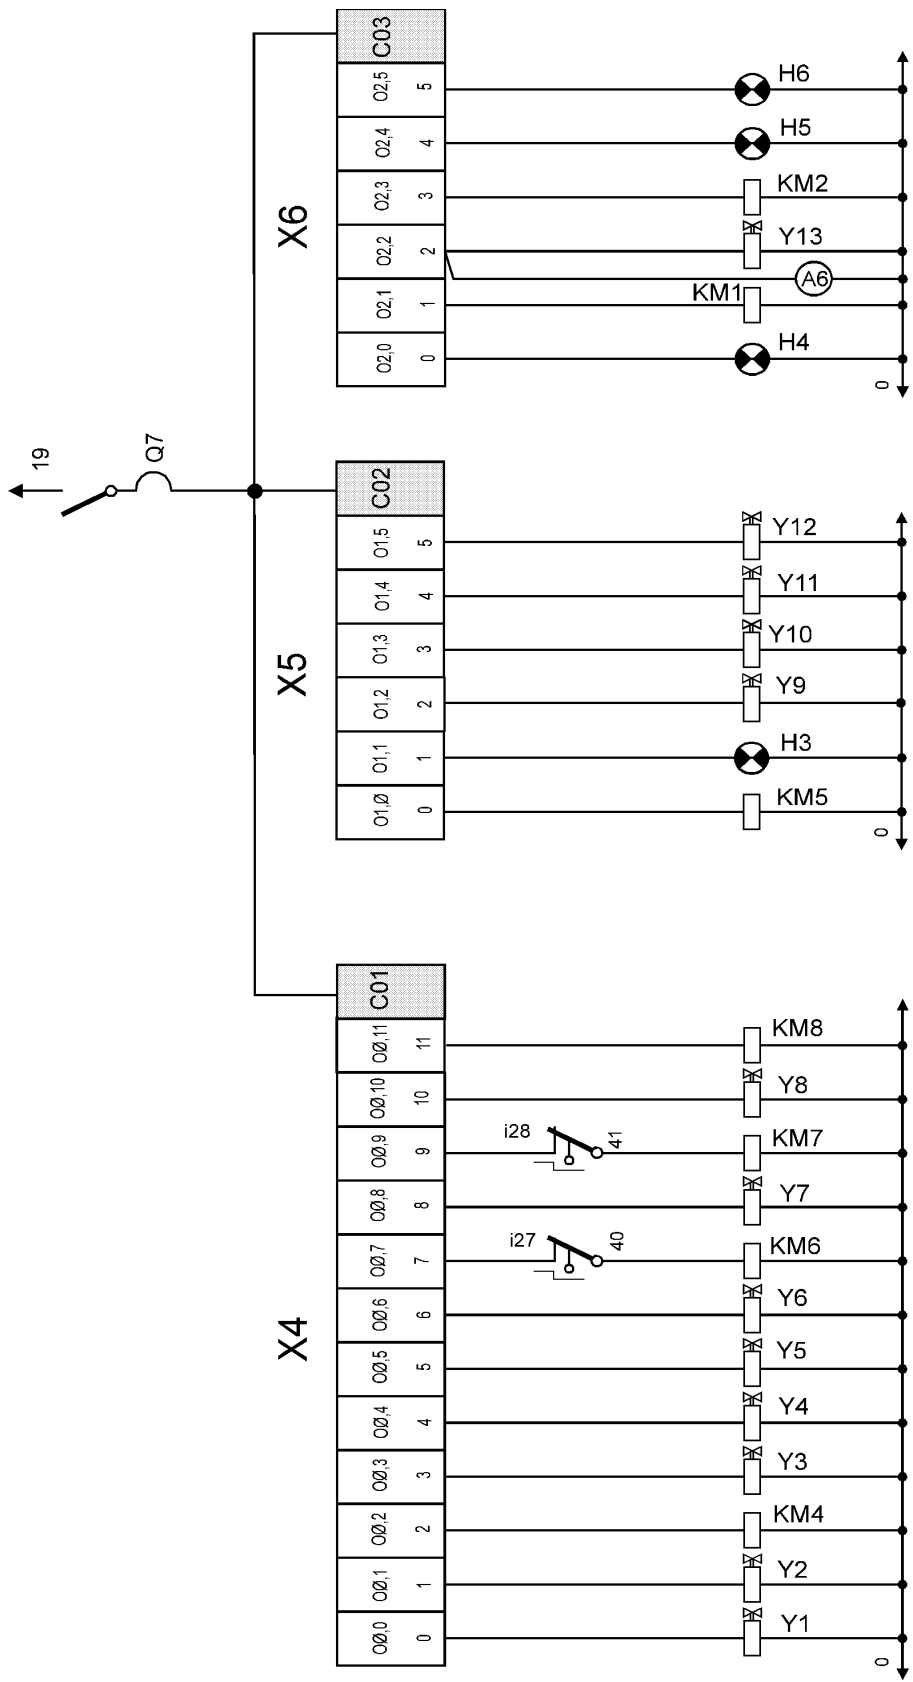 C03
O2,5 5 H6
O2,4 4 H5
O2,3 3 KM2
X6
O2,2 2 Y13
A6
O2,1 1 KM1
O2,0 0 H4
0
19
Q7
C02
O1,5 5 Y12
O1,4 4 Y11
O1,3 3 Y10
X5
O1,2 2 Y9
O1,1 1 H3
O1,Ø 0 KM5
0
C01
OØ,11 11 KM8
OØ,10 10 Y8
OØ,9 9 i28 41 KM7
OØ,8 8 Y7
OØ,7 7 i27 40 KM6
OØ,6 6 Y6
X4
OØ,5 5 Y5
OØ,4 4 Y4
OØ,3 3 Y3
OØ,2 2 KM4
OØ,1 1 Y2
OØ,0 0 Y1
0